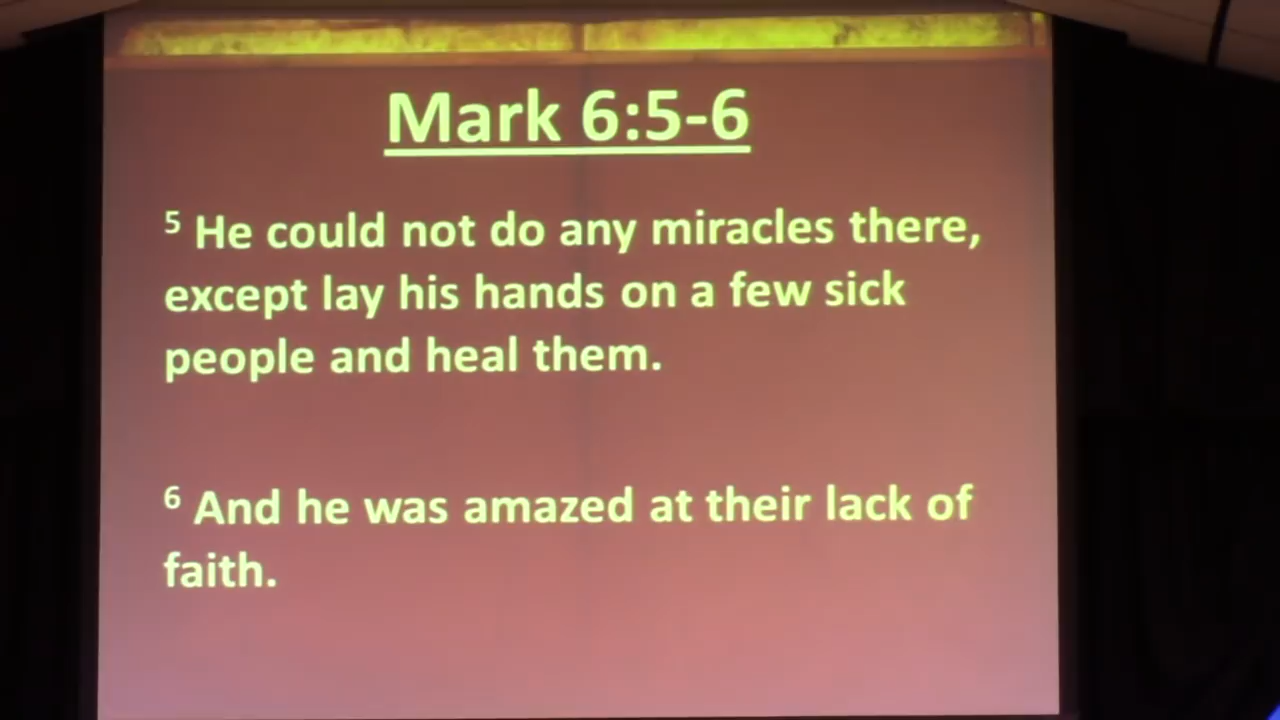 Mark 6:5-6
5 He could not do any miracles there,
except lay his hands on a few sick
people and heal them.
6 And he was amazed at their lack of
faith.